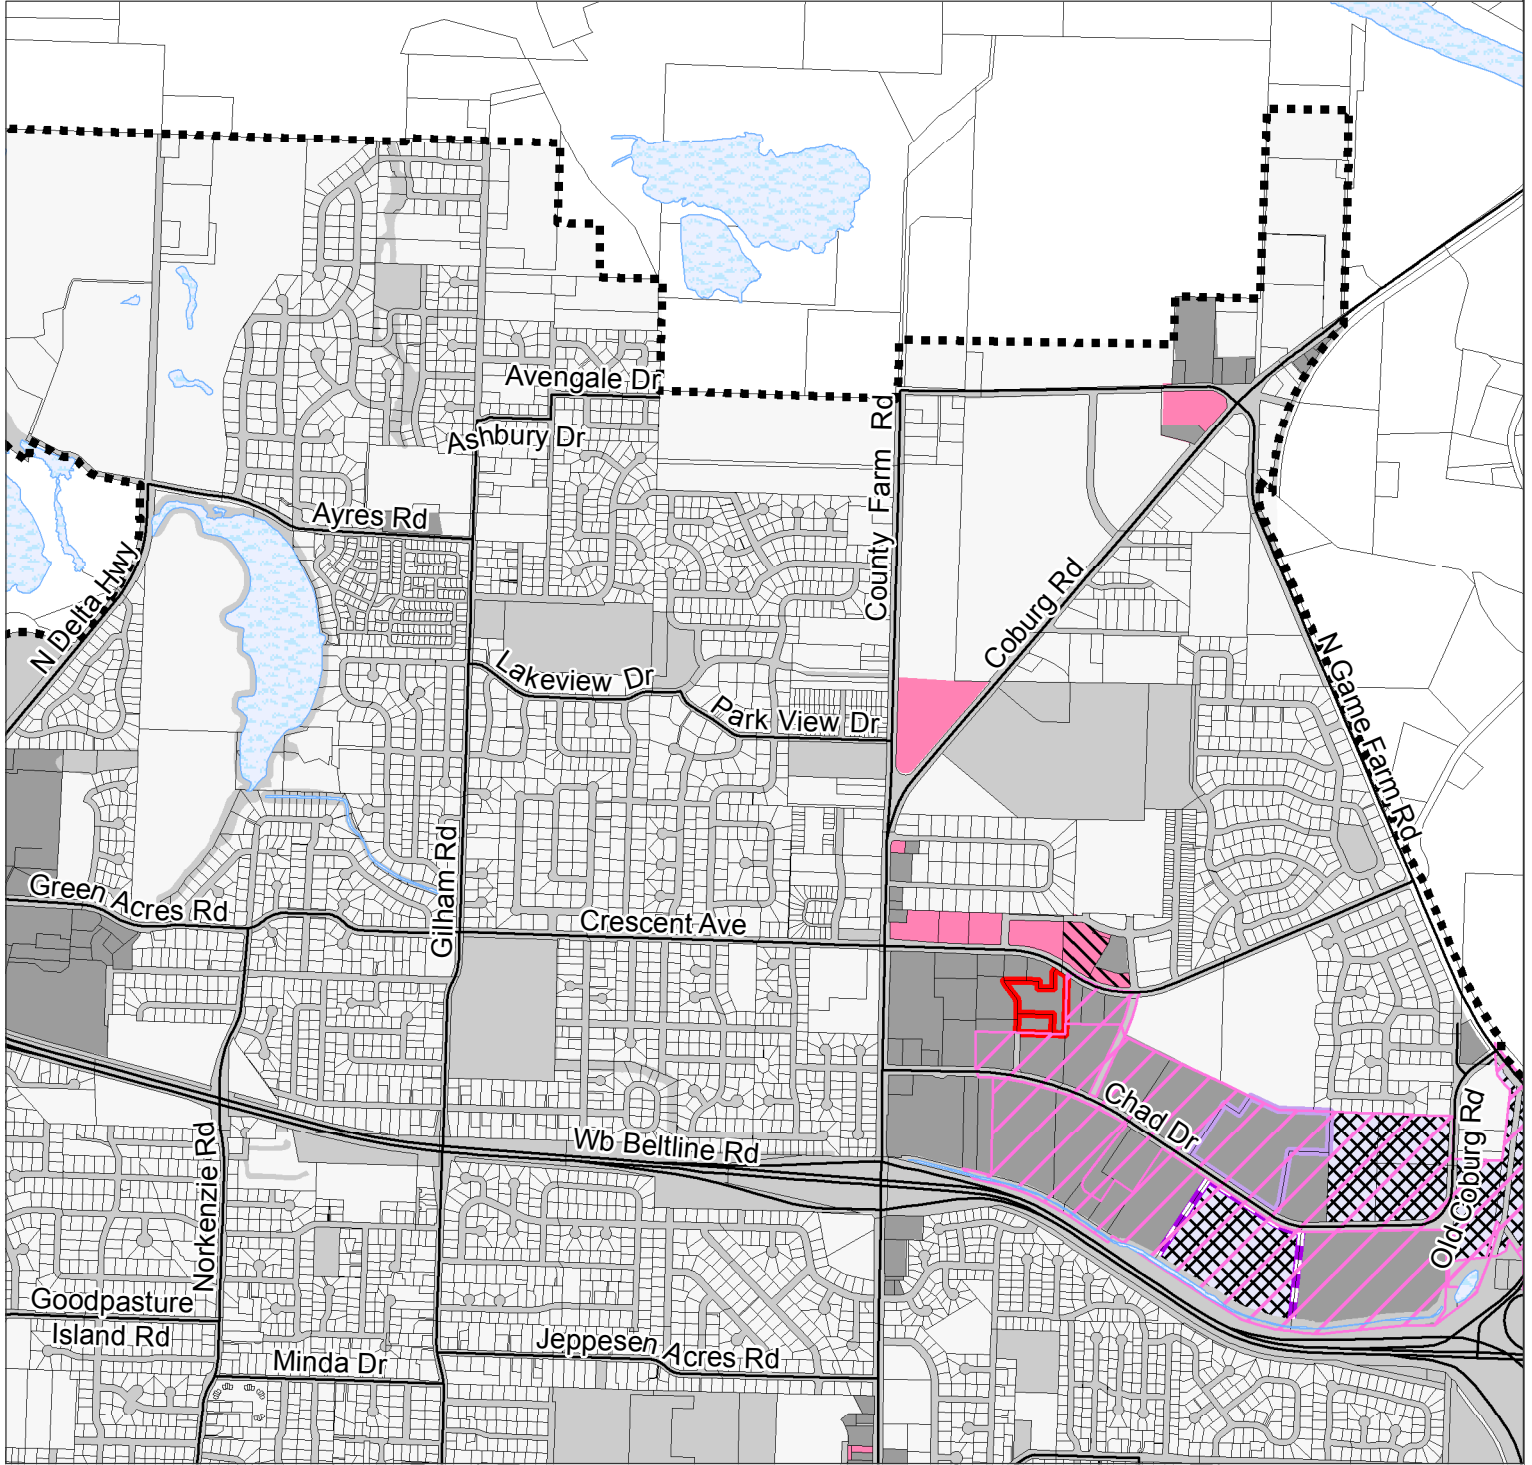 Avengale Dr
Ashbury Dr
County Farm Rd
Ayres Rd
N Delta Hwy
Coburg Rd
Lakeview Dr
Park View Dr
N Game Farm Rd
Gilham Rd
Green Acres Rd
Crescent Ave
Chad Dr
Old Coburg Rd
Wb Beltline Rd
Norkenzie Rd
Goodpasture
Island Rd
Minda Dr
Jeppesen Acres Rd